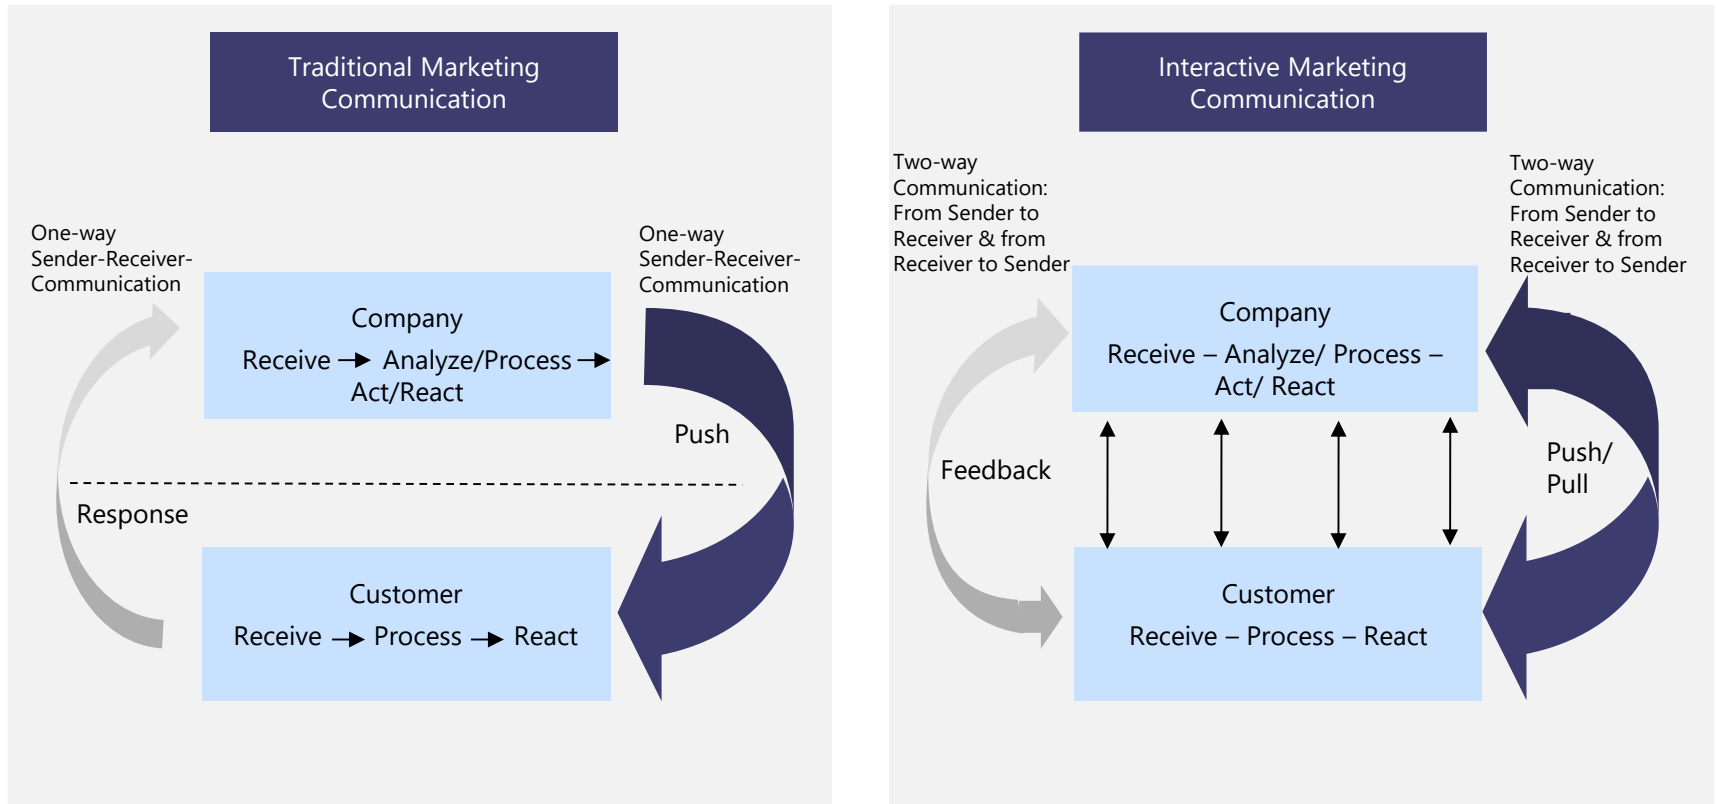 Traditional Marketing
Communication
One-way
Sender-Receiver-
Communication
One-way
Sender-Receiver-
Communication
Company
Receive → Analyze/Process →
Act/React
Push
Response
Customer
Receive → Process → React
Interactive Marketing
Communication
Two-way
Communication:
From Sender to
Receiver & from
Receiver to Sender
Two-way
Communication:
From Sender to
Receiver & from
Receiver to Sender
Company
Receive – Analyze/ Process –
Act/ React
Feedback
Push/
Pull
Customer
Receive – Process – React